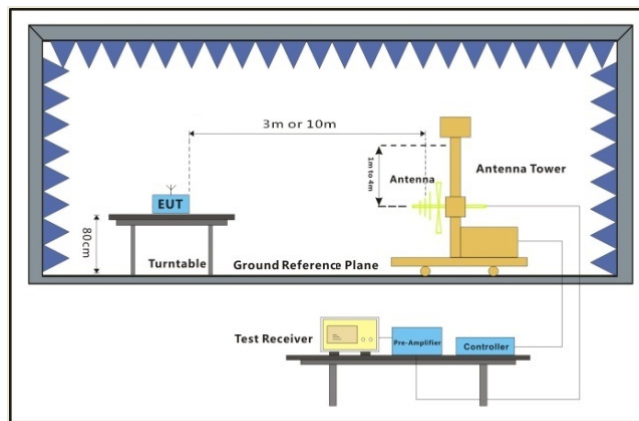 3m or 10m
1m to 4m
Antenna Tower
Antenna
EUT
80cm
Turntable
Ground Reference Plane
Test Receiver
Pre-Amplifier
Controller